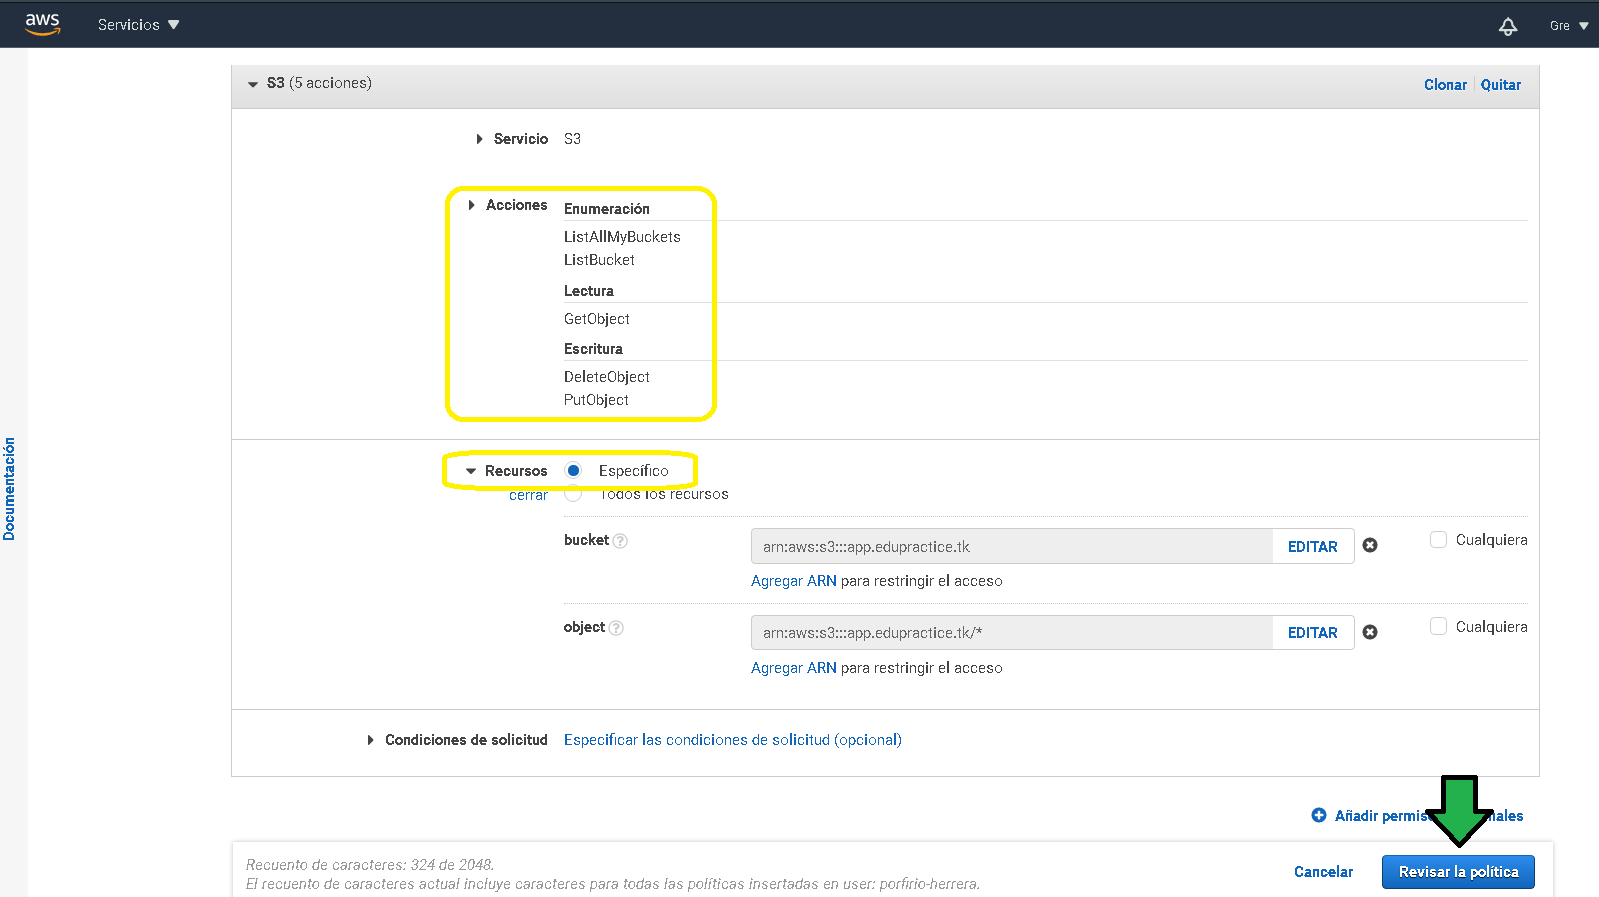 aws Servicios Gre
S3 (5 acciones) Clonar Quitar
Servicio S3
Acciones Enumeración
ListAllMyBuckets
ListBucket
Lectura
GetObject
Escritura
DeleteObject
PutObject
Documentación
Recursos Específico
cerrar Todos los recursos
bucket ? arn:aws:s3:::app.edupractice.tk EDITAR Cualquiera
Agregar ARN para restringir el acceso
object ? arn:aws:s3:::app.edupractice.tk/* EDITAR Cualquiera
Agregar ARN para restringir el acceso
Condiciones de solicitud Especificar las condiciones de solicitud (opcional)
Añadir
Recuento de caracteres: 324 de 2048.
El recuento de caracteres actual incluye caracteres para todas las políticas insertadas en user: porfirio-herrera.
Cancelar Revisar la política